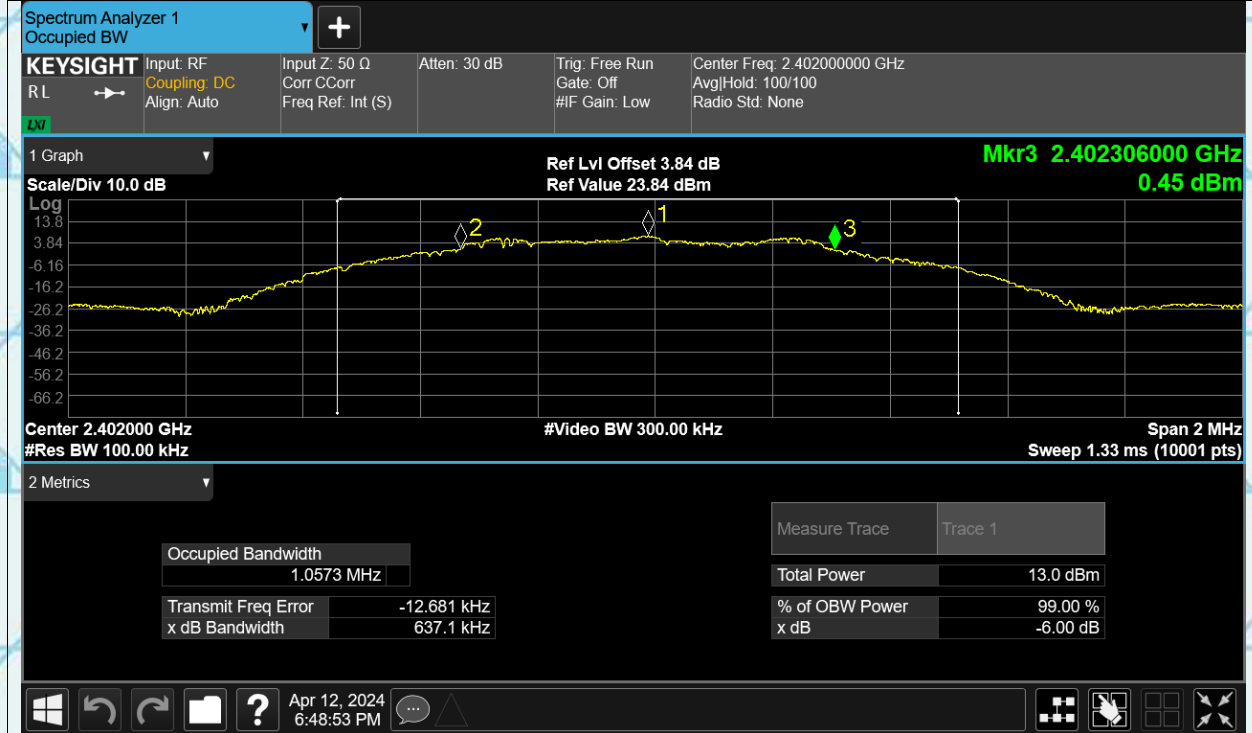 Spectrum Analyzer 1
Occupied BW
+
KEYSIGHT
R L
LXI
Input: RF
Coupling: DC
Align: Auto
Input Z: 50 Ω
Corr CCorr
Freq Ref: Int (S)
Atten: 30 dB
Trig: Free Run
Gate: Off
#IF Gain: Low
Center Freq: 2.402000000 GHz
Avg|Hold: 100/100
Radio Std: None
1 Graph
Scale/Div 10.0 dB
Ref Lvl Offset 3.84 dB
Ref Value 23.84 dBm
Mkr3 2.402306000 GHz
0.45 dBm
Log
13.8
3.84
-6.16
-16.2
-26.2
-36.2
-46.2
-56.2
-66.2
2
1
3
Center 2.402000 GHz
#Res BW 100.00 kHz
#Video BW 300.00 kHz
Span 2 MHz
Sweep 1.33 ms (10001 pts)
2 Metrics
Occupied Bandwidth
1.0573 MHz
Transmit Freq Error -12.681 kHz
x dB Bandwidth 637.1 kHz
Measure Trace Trace 1
Total Power 13.0 dBm
% of OBW Power 99.00 %
x dB -6.00 dB
?
Apr 12, 2024
6:48:53 PM